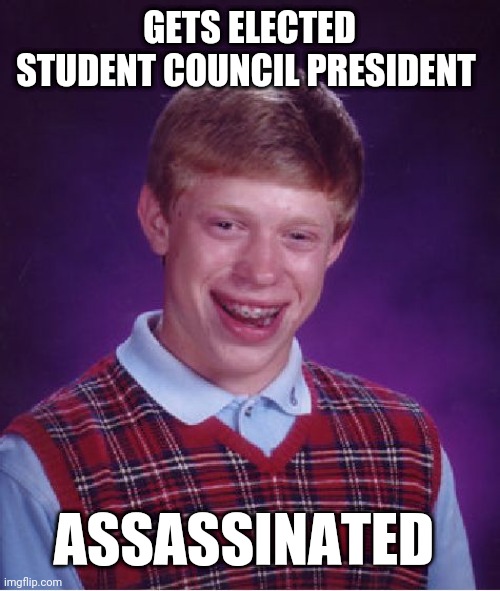 GETS ELECTED
STUDENT COUNCIL PRESIDENT
ASSASSINATED
imgflip.com